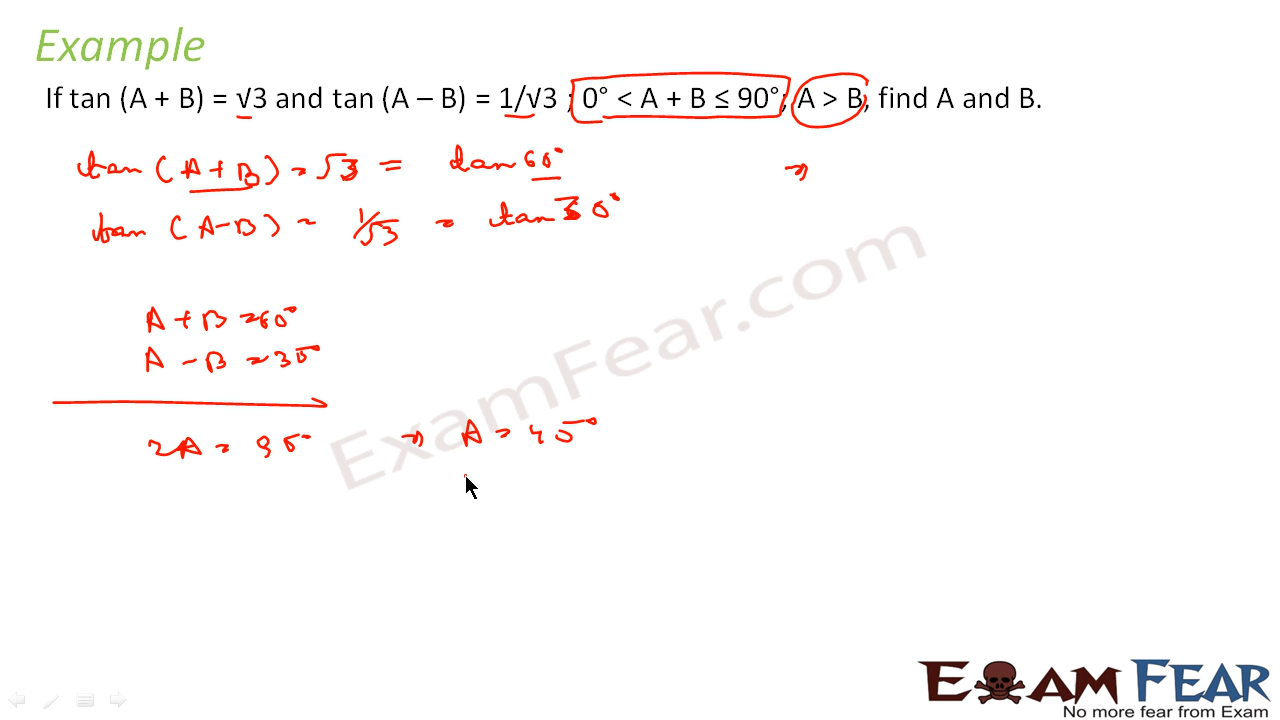 Example
If tan (A + B) = √3 and tan (A – B) = 1/√3 ; 0° < A + B ≤ 90°; A > B, find A and B.
tan (A + B) = √3 = tan 60° ⇒
tan (A – B) = 1/√3 = tan 30°
A + B = 60°
A – B = 30°
2A = 90° ⇒ A = 45°
ExamFear.com
EXAM FEAR
No more fear from Exam